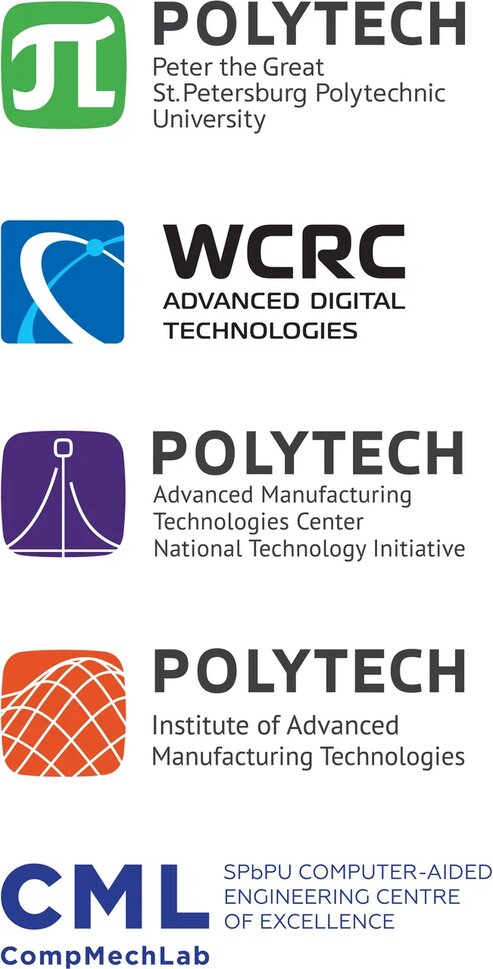 POLYTECH
Peter the Great
St.Petersburg Polytechnic
University
WCRC
ADVANCED DIGITAL
TECHNOLOGIES
POLYTECH
Advanced Manufacturing
Technologies Center
National Technology Initiative
POLYTECH
Institute of Advanced
Manufacturing Technologies
CML
CompMechLab
SPbPU COMPUTER-AIDED
ENGINEERING CENTRE
OF EXCELLENCE